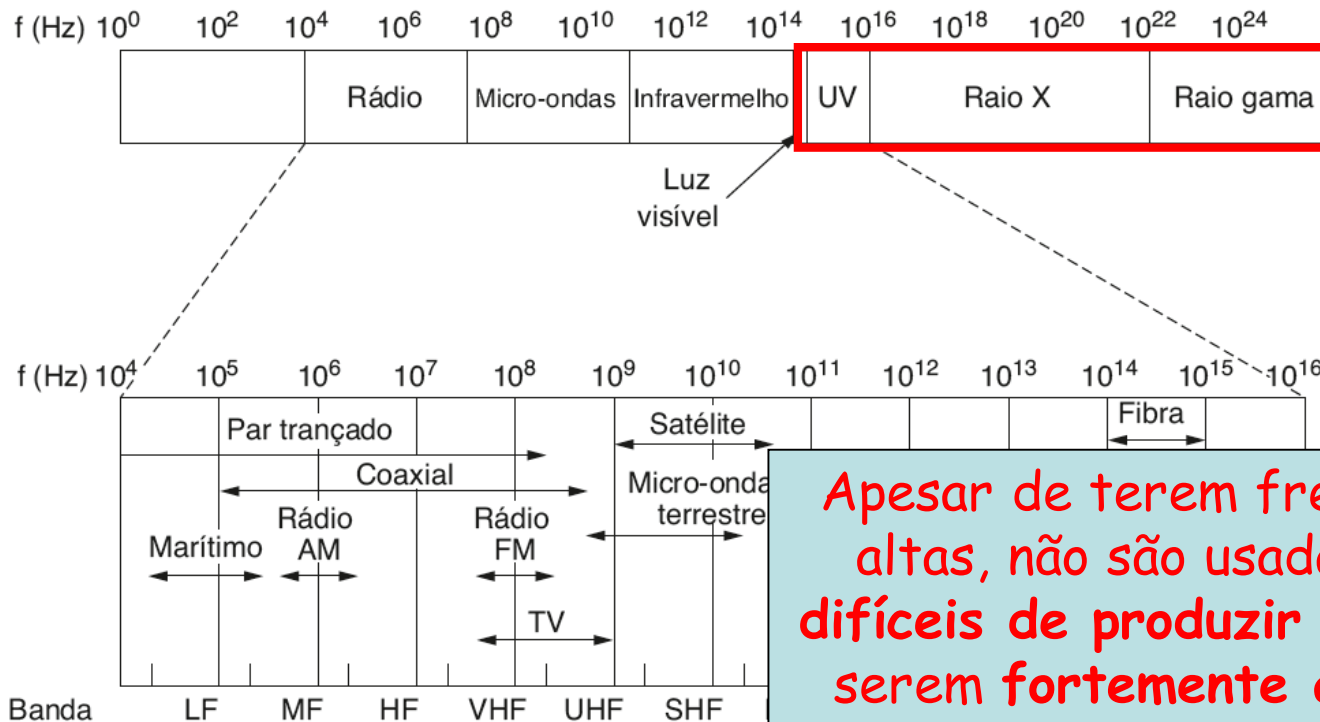 f (Hz) 10⁰ 10² 10⁴ 10⁶ 10⁸ 10¹⁰ 10¹² 10¹⁴ 10¹⁶ 10¹⁸ 10²⁰ 10²² 10²⁴
Rádio Micro-ondas Infravermelho UV Raio X Raio gama
Luz
visível
f (Hz) 10⁴ 10⁵ 10⁶ 10⁷ 10⁸ 10⁹ 10¹⁰ 10¹¹ 10¹² 10¹³ 10¹⁴ 10¹⁵ 10¹⁶
Par trançado
Satélite
Fibra
Coaxial
Micro-onda
terrestre
Rádio
AM
Rádio
FM
Marítimo
TV
Banda LF MF HF VHF UHF SHF
Apesar de terem fre
altas, não são usad
difíceis de produzir
serem fortemente